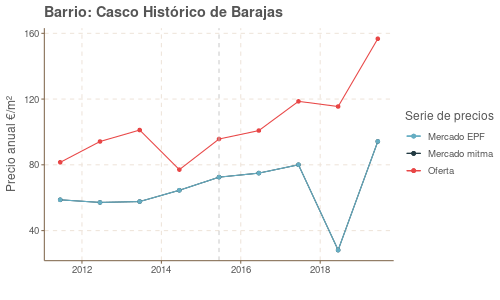 Barrio: Casco Histórico de Barajas
Precio anual €/m²
160
120
80
40
2012
2014
2016
2018
Serie de precios
Mercado EPF
Mercado mitma
Oferta